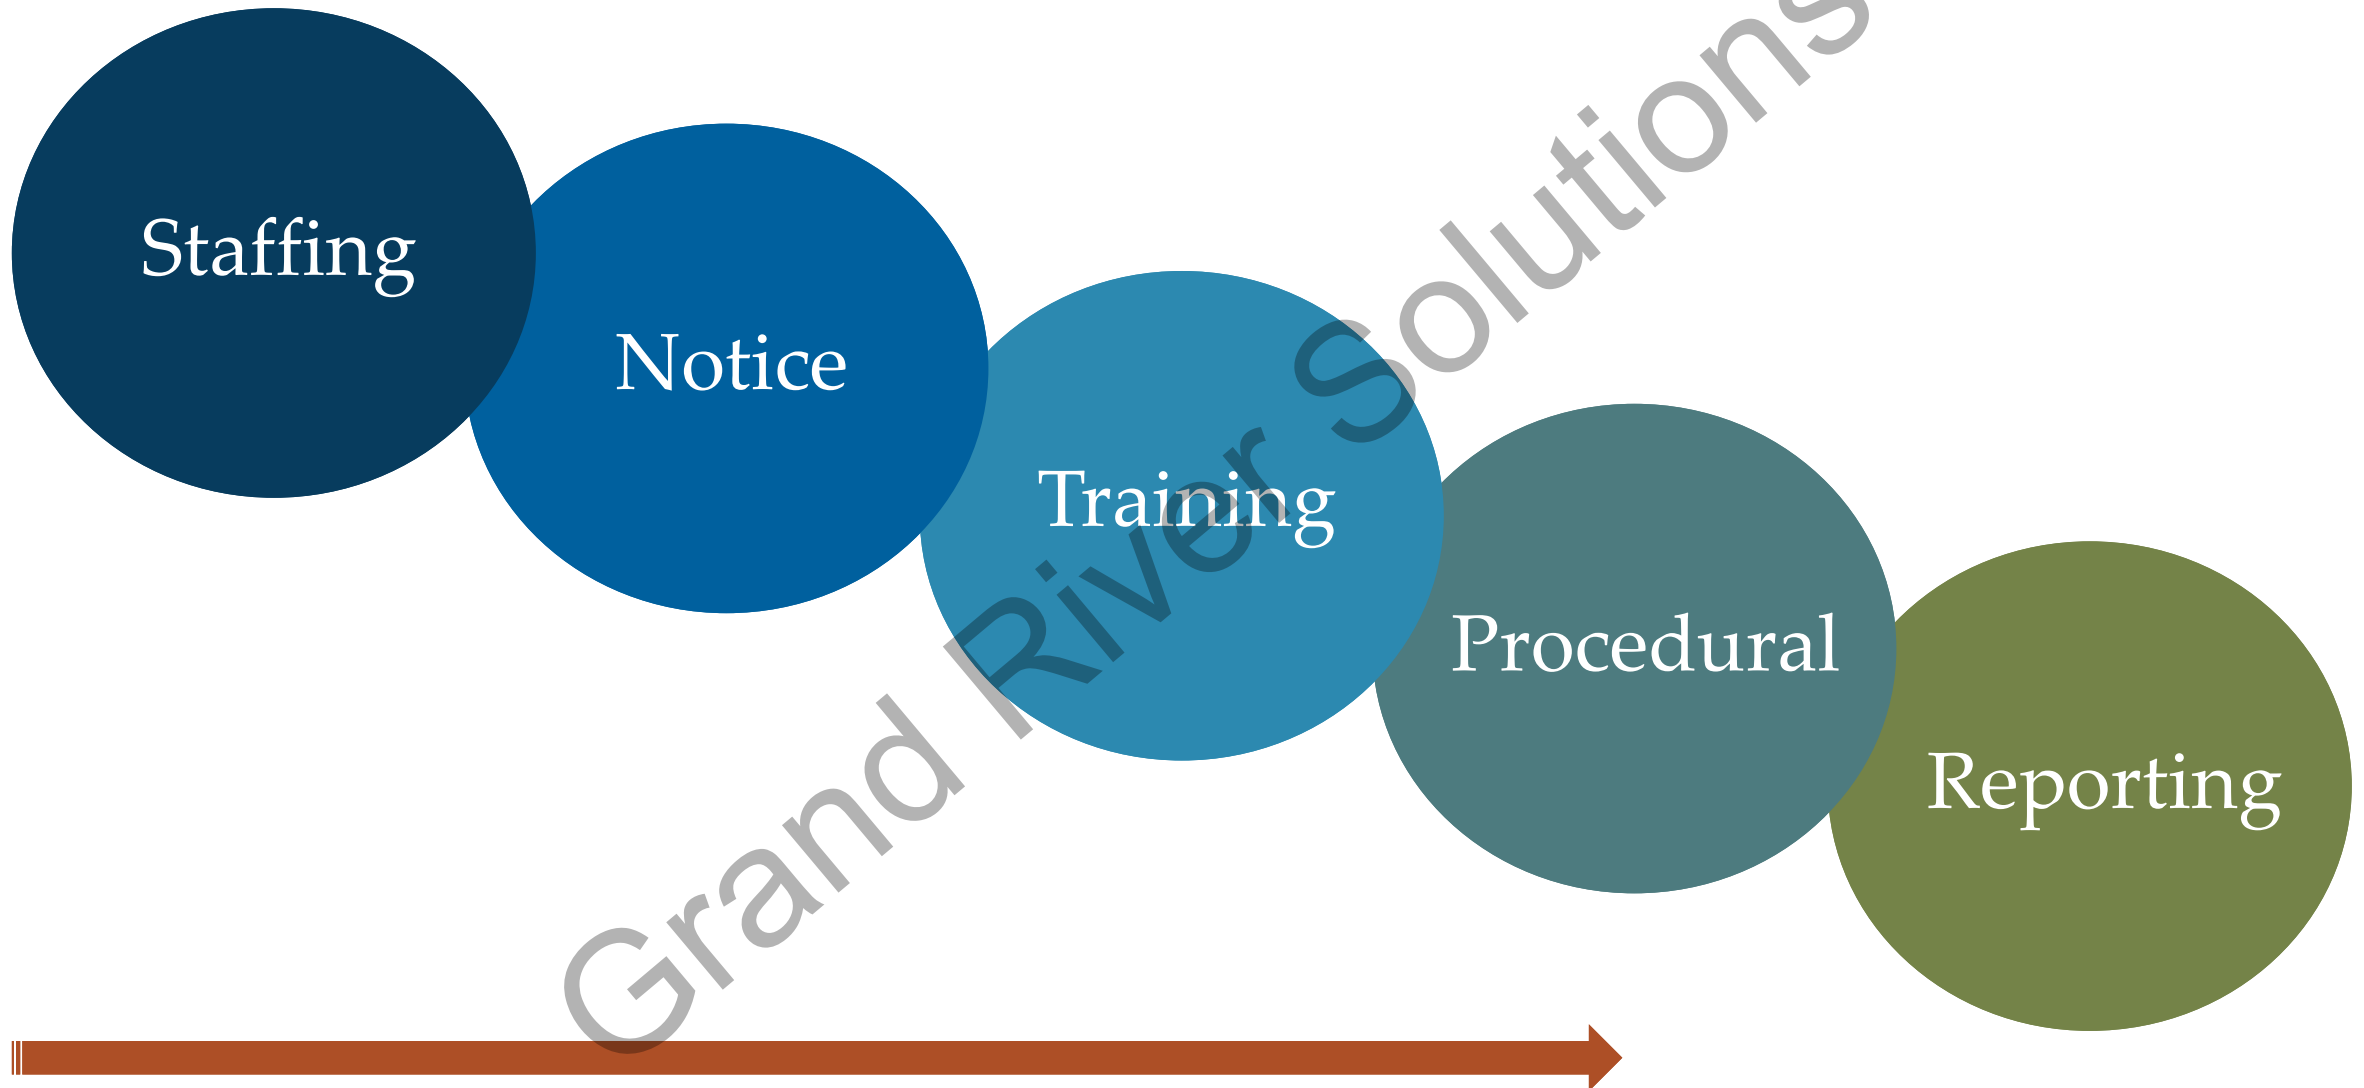 Staffing
Notice
Training
Procedural
Reporting
Grand River Solutions